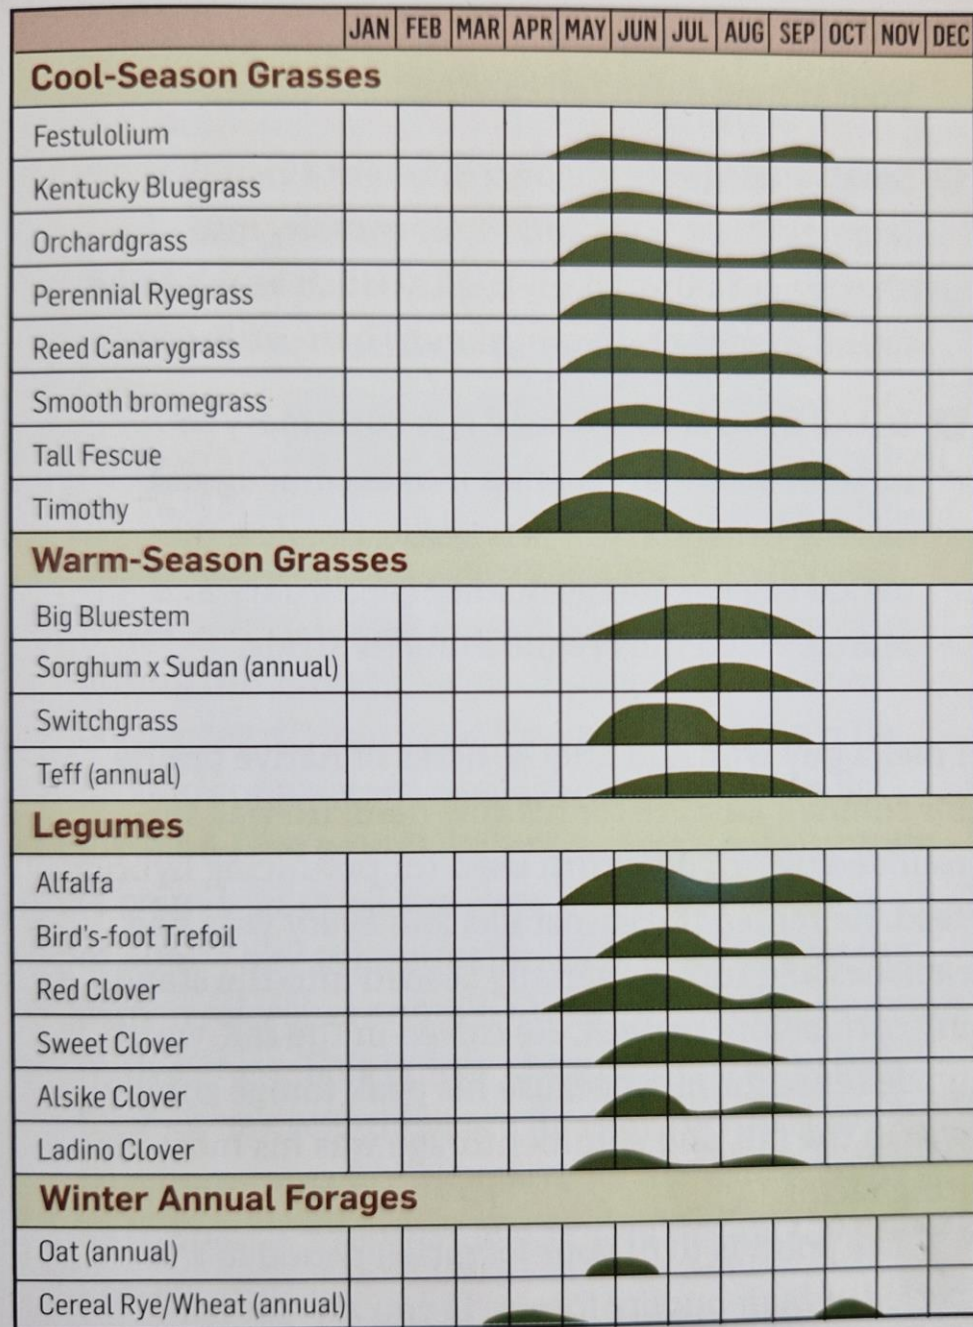 JAN FEB MAR APR MAY JUN JUL AUG SEP OCT NOV DEC
Cool-Season Grasses
Festulolium
Kentucky Bluegrass
Orchardgrass
Perennial Ryegrass
Reed Canarygrass
Smooth bromegrass
Tall Fescue
Timothy
Warm-Season Grasses
Big Bluestem
Sorghum x Sudan (annual)
Switchgrass
Teff (annual)
Legumes
Alfalfa
Bird's-foot Trefoil
Red Clover
Sweet Clover
Alsike Clover
Ladino Clover
Winter Annual Forages
Oat (annual)
Cereal Rye/Wheat (annual)